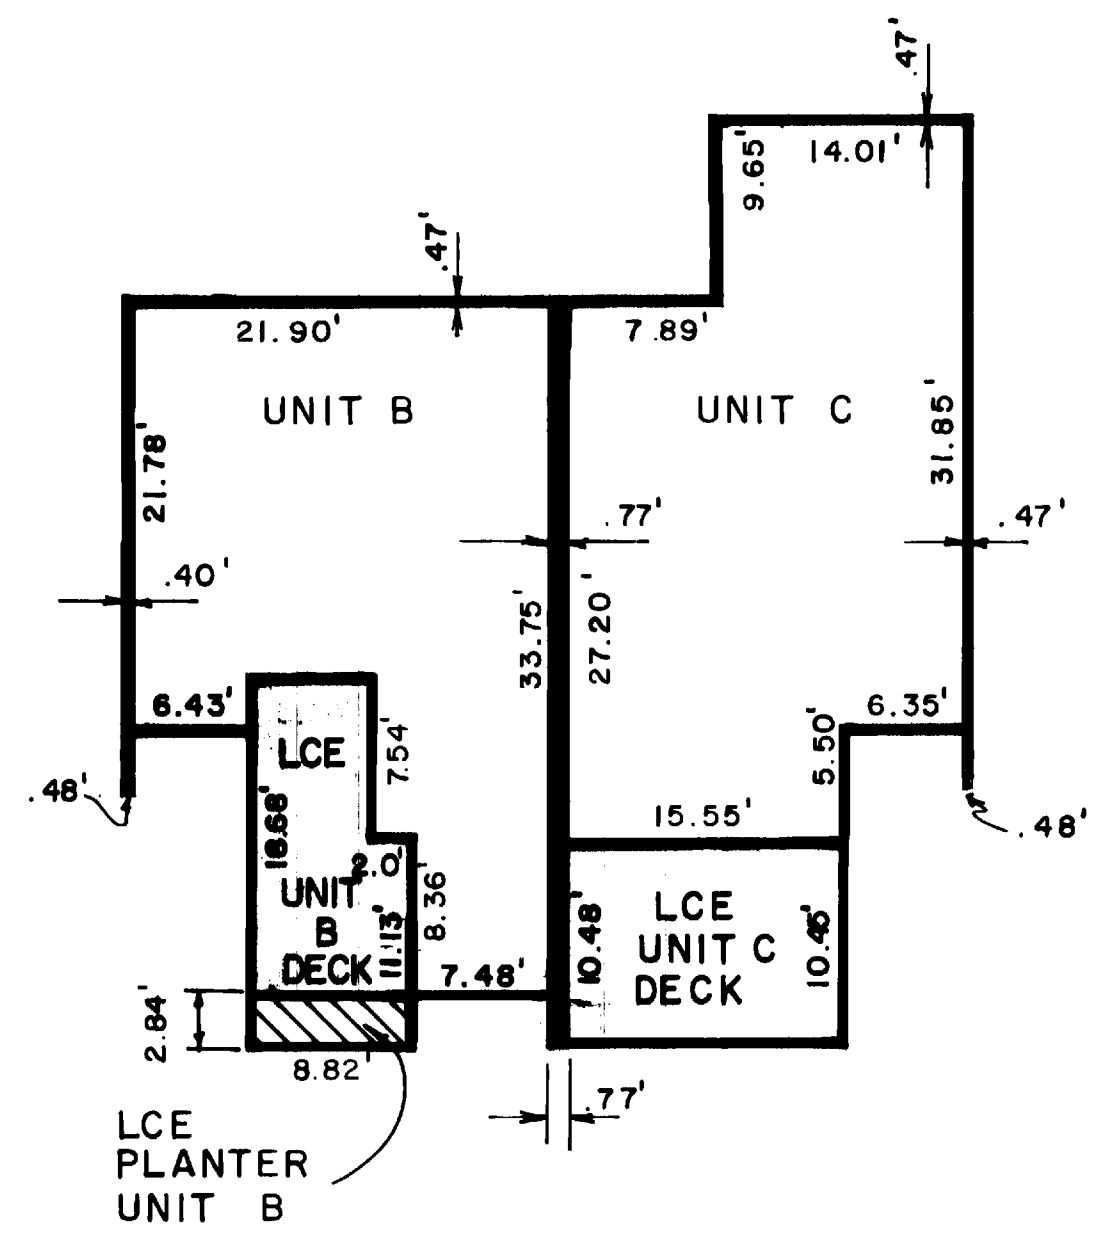 .47'
14.01'
9.65'
.47'
21.90'
7.89'
UNIT B
UNIT C
31.85'
21.78'
.77'
.47'
.40'
33.75'
27.20'
6.43'
6.35'
5.50'
LCE
7.54'
.48'
15.55'
.48'
18.68'
2.0'
8.36'
UNIT
B
DECK
11.13'
7.48'
10.48'
LCE
UNIT C
DECK
10.45'
2.84'
8.82'
.77'
LCE
PLANTER
UNIT B